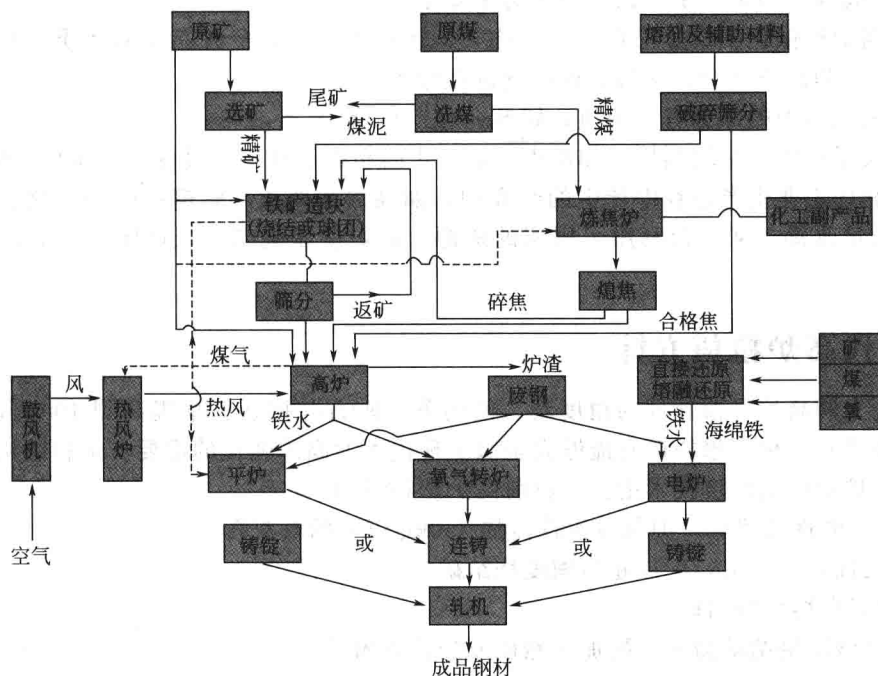 原矿
原煤
熔剂及辅助材料
选矿
尾矿
煤泥
洗煤
精煤
破碎筛分
精矿
铁矿造块
(烧结或球团)
炼焦炉
化工副产品
筛分
返矿
碎焦
熄焦
合格焦
煤气
高炉
炉渣
直接还原
熔融还原
矿
煤
氧
鼓风机
风
热风炉
热风
废钢
铁水
铁水
海绵铁
平炉
氧气转炉
电炉
空气
铸锭
或
连铸
或
铸锭
轧机
成品钢材